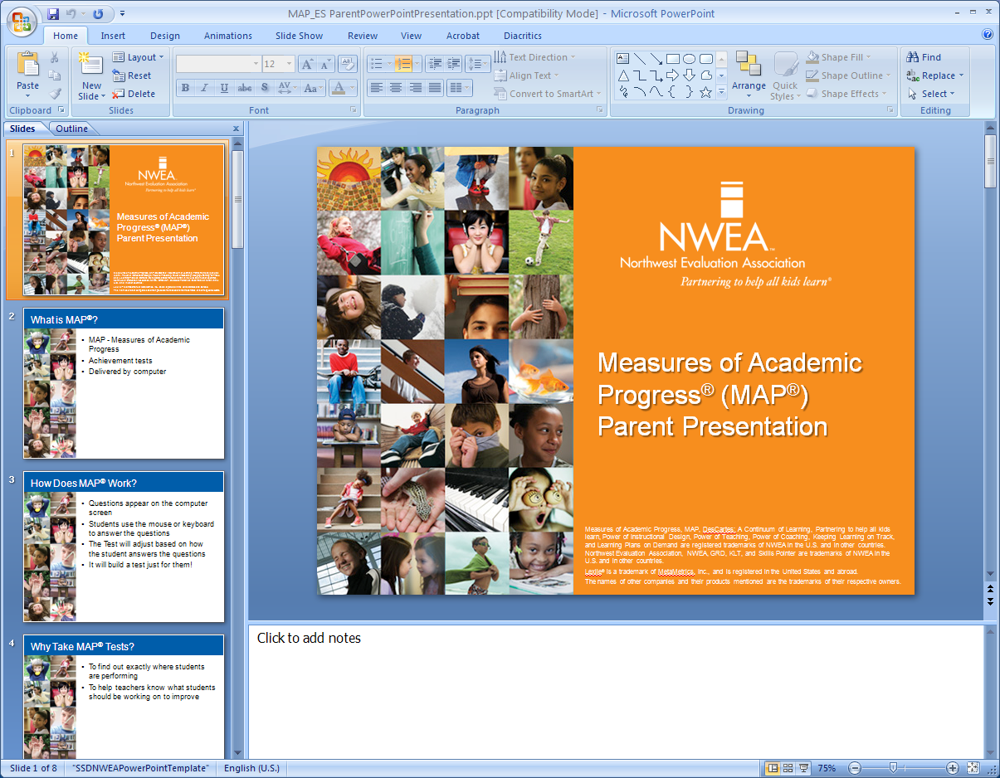 MAP_ES ParentPowerPointPresentation.ppt [Compatibility Mode] - Microsoft PowerPoint
Home Insert Design Animations Slide Show Review View Acrobat Diacritics
Paste
Clipboard
New Slide
Layout
Reset
Delete
Slides
12
B I U abc S AV Aa A
Font
Text Direction
Align Text
Convert to SmartArt
Paragraph
Arrange
Quick Styles
Shape Fill
Shape Outline
Shape Effects
Drawing
Find
Replace
Select
Editing
Slides Outline
1
NWEA
Northwest Evaluation Association
Partnering to help all kids learn®
Measures of Academic
Progress® (MAP®)
Parent Presentation
2
What is MAP®?
• MAP - Measures of Academic
Progress
• Achievement tests
• Delivered by computer
3
How Does MAP® Work?
• Questions appear on the computer
screen
• Students use the mouse or keyboard
to answer the questions
• The Test will adjust based on how
the student answers the questions
• It will build a test just for them!
4
Why Take MAP® Tests?
• To find out exactly where students
are performing
• To help teachers know what students
should be working on to improve
NWEA™
Northwest Evaluation Association
Partnering to help all kids learn®
Measures of Academic
Progress® (MAP®)
Parent Presentation
Measures of Academic Progress, MAP, DesCartes: A Continuum of Learning, Partnering to help all kids
learn, Power of Instructional Design, Power of Teaching, Power of Coaching, Keeping Learning on Track,
and Learning Plans on Demand are registered trademarks of NWEA in the U.S. and in other countries.
Northwest Evaluation Association, NWEA, GRD, KLT, and Skills Pointer are trademarks of NWEA in the
U.S. and in other countries.
Lexile® is a trademark of MetaMetrics, Inc., and is registered in the United States and abroad.
The names of other companies and their products mentioned are the trademarks of their respective owners.
Click to add notes
Slide 1 of 8 "SSDNWEAPowerPointTemplate" English (U.S.) 75%